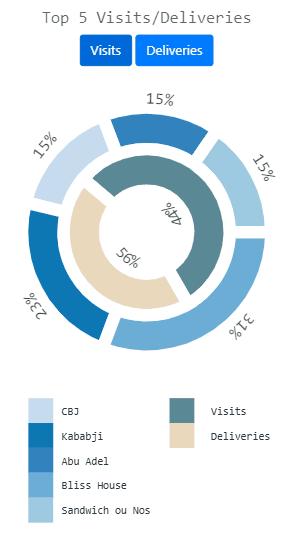 Top 5 Visits/Deliveries
Visits Deliveries
15%
15%
15%
44%
56%
23%
31%
CBJ
Kababji
Abu Adel
Bliss House
Sandwich ou Nos
Visits
Deliveries